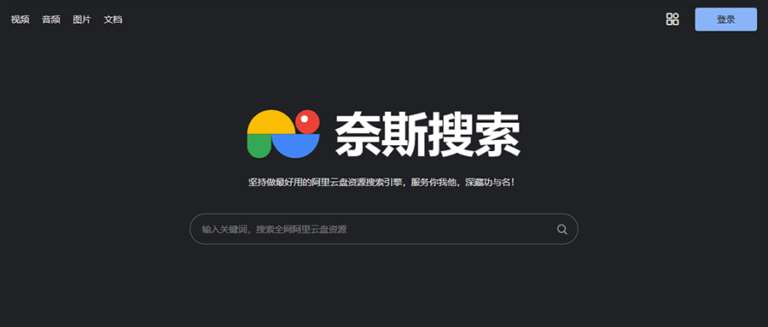 视频 音频 图片 文档 登录
奈斯搜索
坚持做最好用的阿里云盘资源搜索引擎，服务你我他，深藏功与名！
输入关键词，搜索全网阿里云盘资源